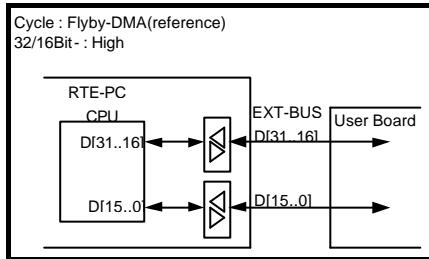 Cycle : Flyby-DMA(reference)
32/16Bit- : High
RTE-PC
CPU
EXT-BUS
User Board
D[31..16]
D[31..16]
D[15..0]
D[15..0]